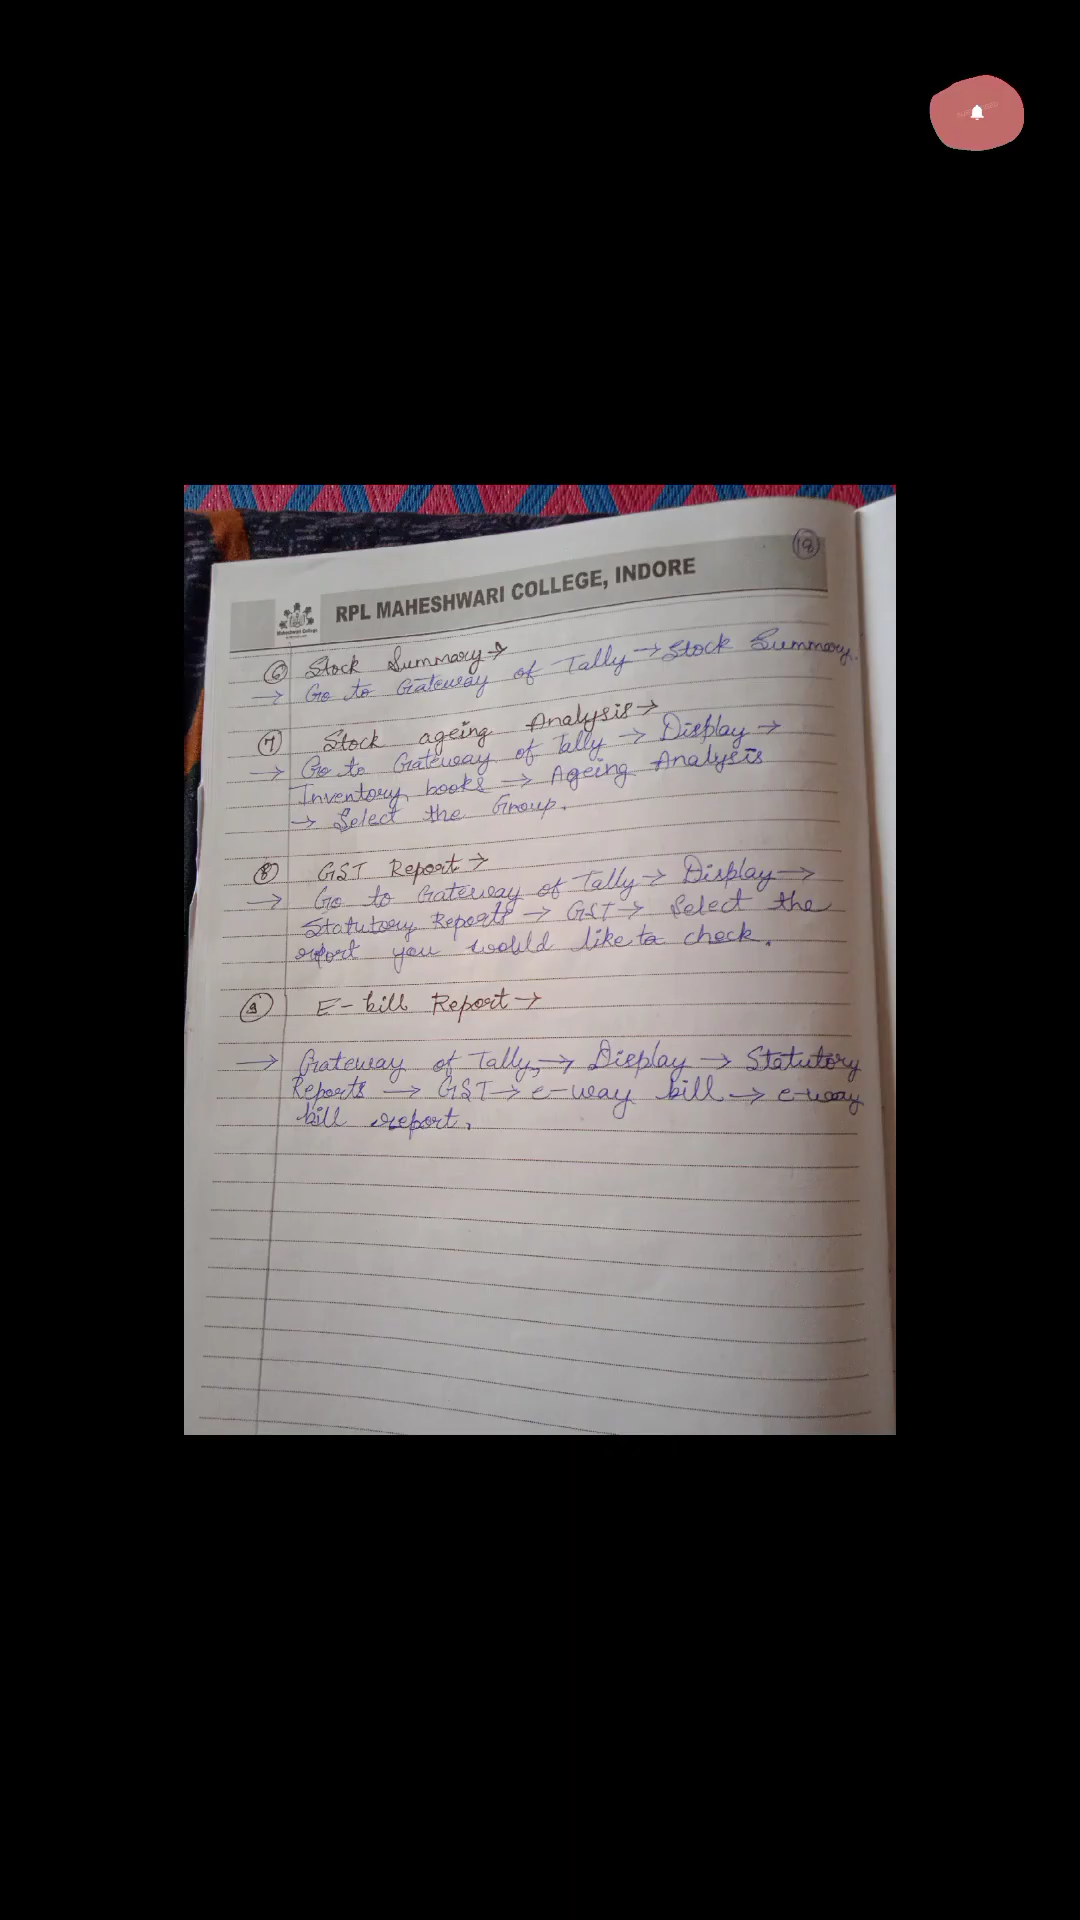 19
RPL MAHESHWARI COLLEGE, INDORE
Maheshwari College
6 Stock Summary →
→ Go to Gateway of Tally → Stock Summary.
7 Stock ageing Analysis →
→ Go to Gateway of Tally → Display →
Inventory books → Ageing Analysis
→ Select the Group.
8 GST Report →
→ Go to Gateway of Tally → Display →
Statutory Reports → GST → Select the
report you would like to check.
9 E-bill Report →
→ Gateway of Tally, → Display → Statutory
Reports → GST → e-way bill → e-way
bill report.